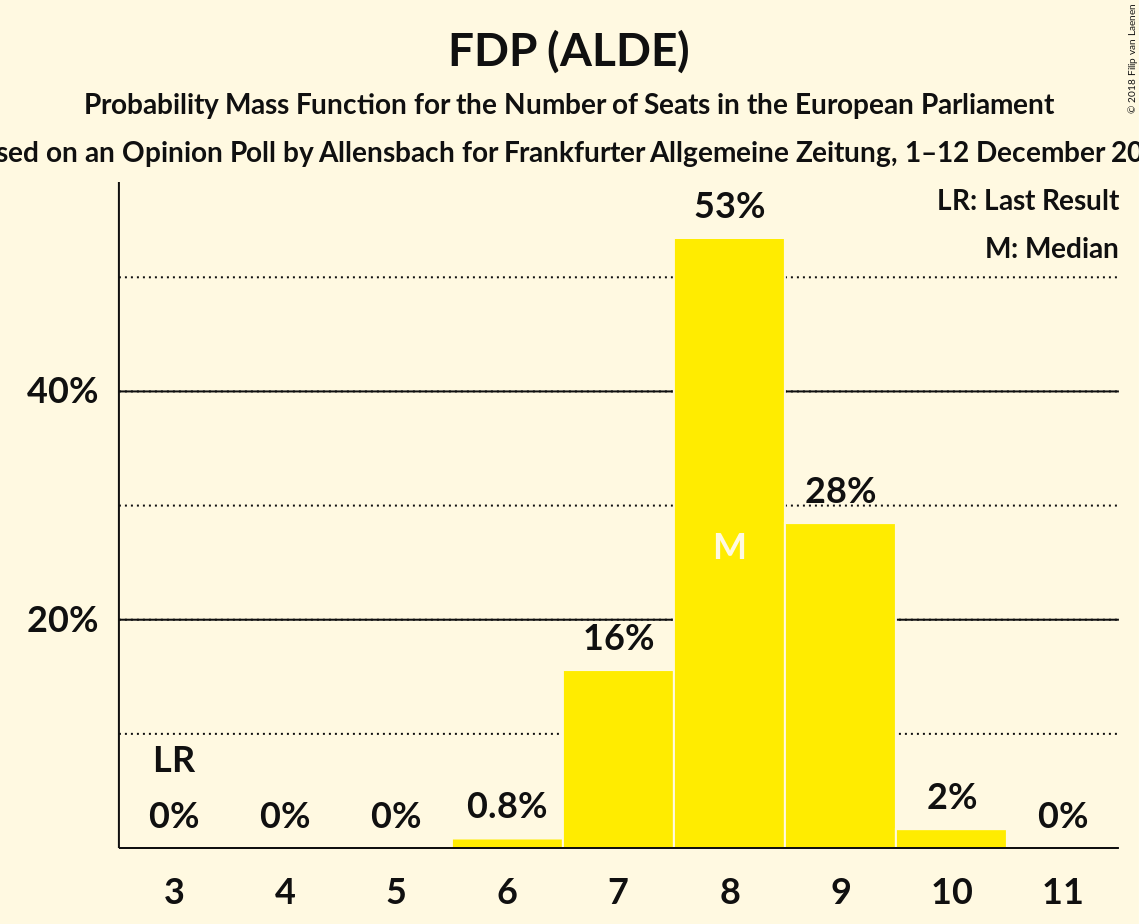 FDP (ALDE)
Probability Mass Function for the Number of Seats in the European Parliament
sed on an Opinion Poll by Allensbach for Frankfurter Allgemeine Zeitung, 1–12 December 20
© 2018 Filip van Laenen
LR: Last Result
M: Median
53%
40%
28%
M
20%
16%
LR
0% 0% 0% 0.8% 2% 0%
3 4 5 6 7 8 9 10 11